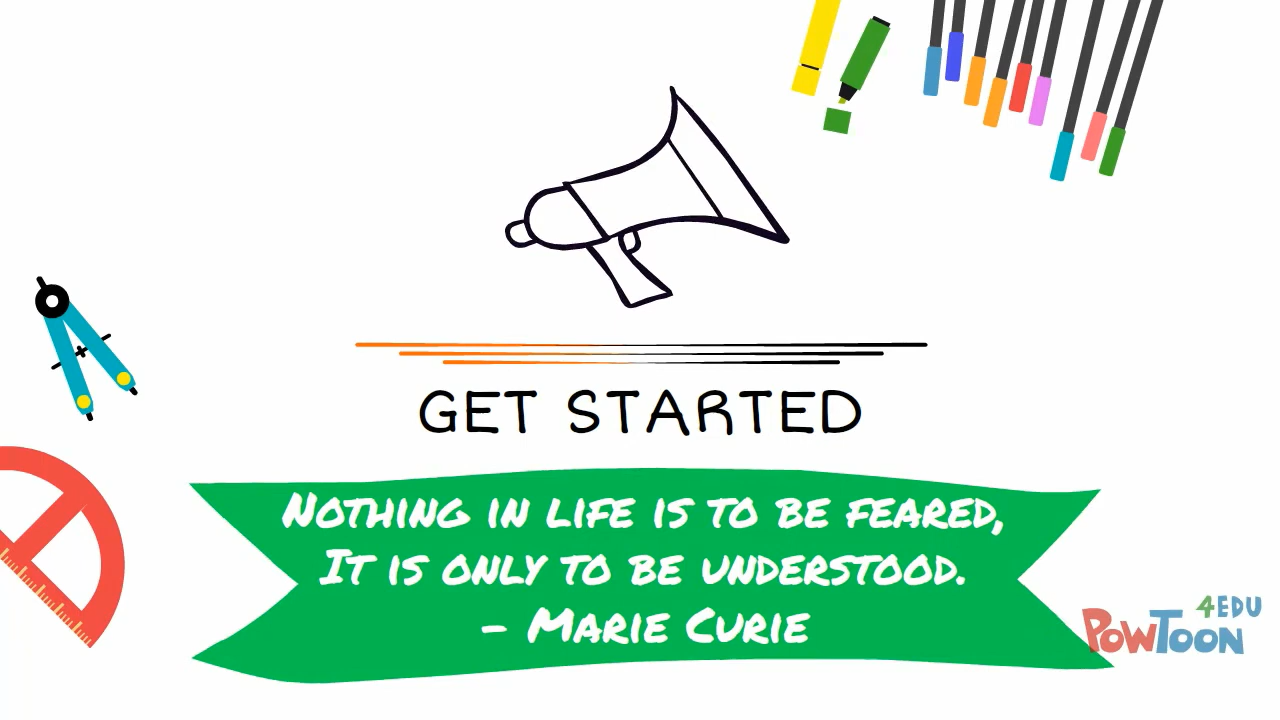 GET STARTED
Nothing in life is to be feared,
It is only to be understood.
- Marie Curie
4EDU
PowToon